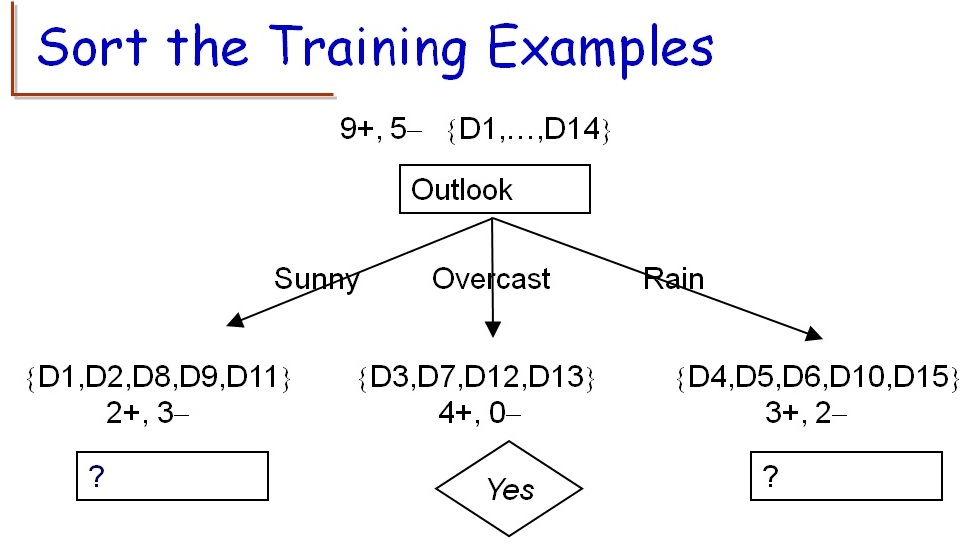 Sort the Training Examples
9+, 5– {D1,…,D14}
Outlook
Sunny Overcast Rain
{D1,D2,D8,D9,D11} {D3,D7,D12,D13} {D4,D5,D6,D10,D15}
2+, 3– 4+, 0– 3+, 2–
? Yes ?